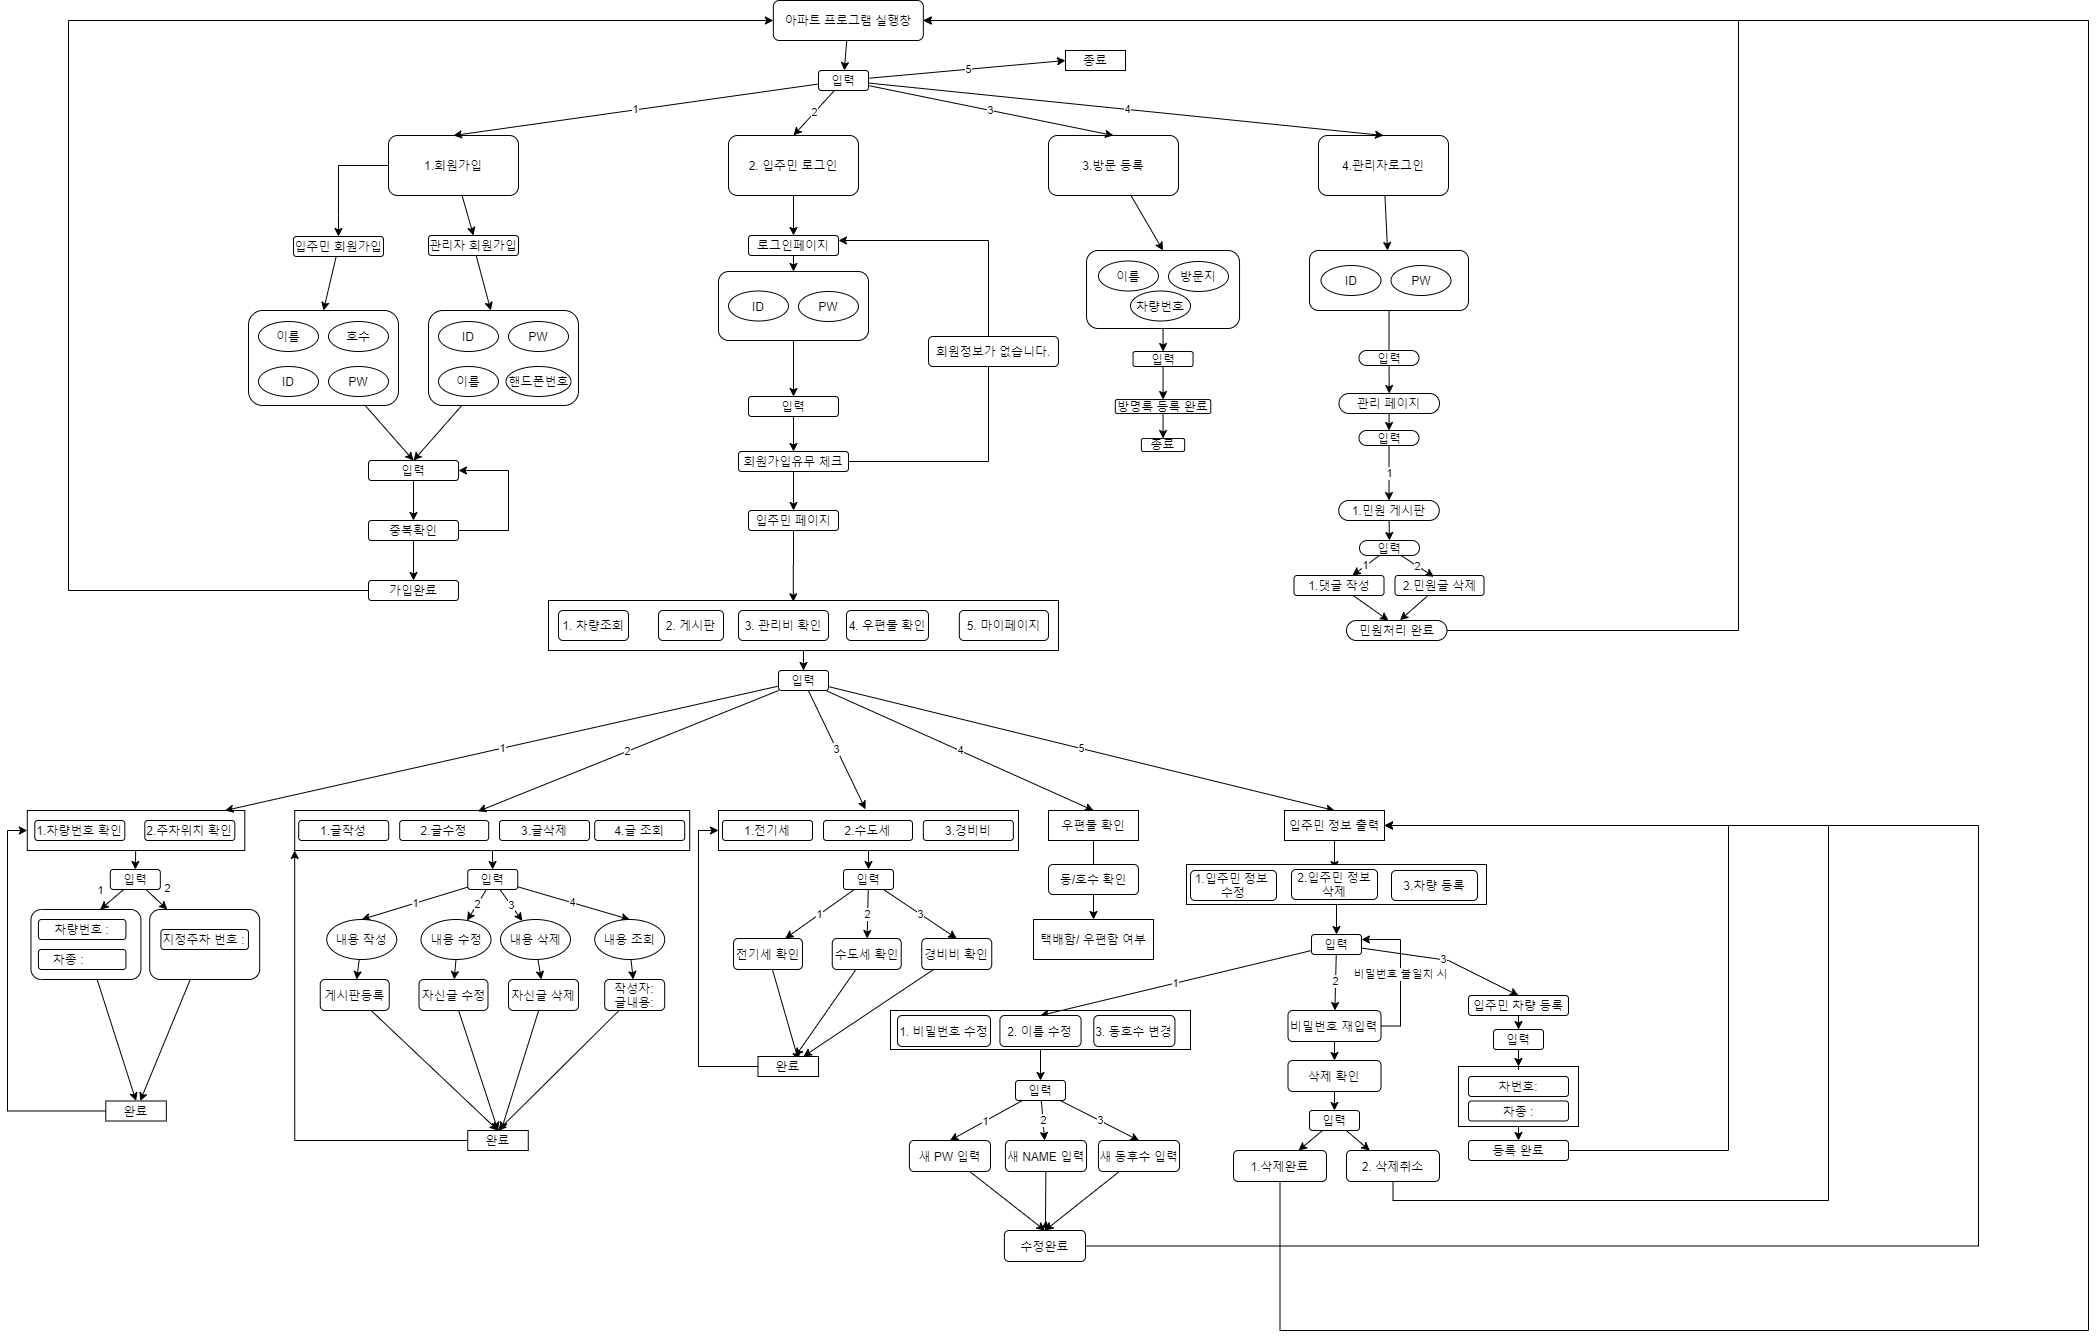 아파트 프로그램 실행창
입력
5
종료
1
2
3
4
1.회원가입
2. 입주민 로그인
3.방문 등록
4.관리자로그인
입주민 회원가입
관리자 회원가입
이름
호수
ID
PW
ID
PW
이름
핸드폰번호
입력
중복확인
가입완료
로그인페이지
ID
PW
회원정보가 없습니다.
입력
회원가입유무 체크
입주민 페이지
이름
방문지
차량번호
입력
방명록 등록 완료
종료
ID
PW
입력
관리 페이지
입력
1
1.민원 게시판
입력
1
2
1.댓글 작성
2.민원글 삭제
민원처리 완료
1. 차량조회
2. 게시판
3. 관리비 확인
4. 우편물 확인
5. 마이페이지
입력
1
2
3
4
5
1.차량번호 확인
2.주차위치 확인
입력
1
2
차량번호 :
차종 :
지정주차 번호 :
완료
1.글작성
2.글수정
3.글삭제
4.글 조회
입력
1
2
3
4
내용 작성
내용 수정
내용 삭제
내용 조회
게시판등록
자신글 수정
자신글 삭제
작성자:
글내용:
완료
1.전기세
2.수도세
3.경비비
입력
1
2
3
전기세 확인
수도세 확인
경비비 확인
완료
우편물 확인
동/호수 확인
택배함/ 우편함 여부
입주민 정보 출력
1.입주민 정보
수정
2.입주민 정보
삭제
3.차량 등록
입력
1
2
3
비밀번호 불일치 시
1. 비밀번호 수정
2. 이름 수정
3. 동호수 변경
입력
1
2
3
새 PW 입력
새 NAME 입력
새 동후수 입력
수정완료
비밀번호 재입력
삭제 확인
입력
1.삭제완료
2. 삭제취소
입주민 차량 등록
입력
차번호:
차종 :
등록 완료